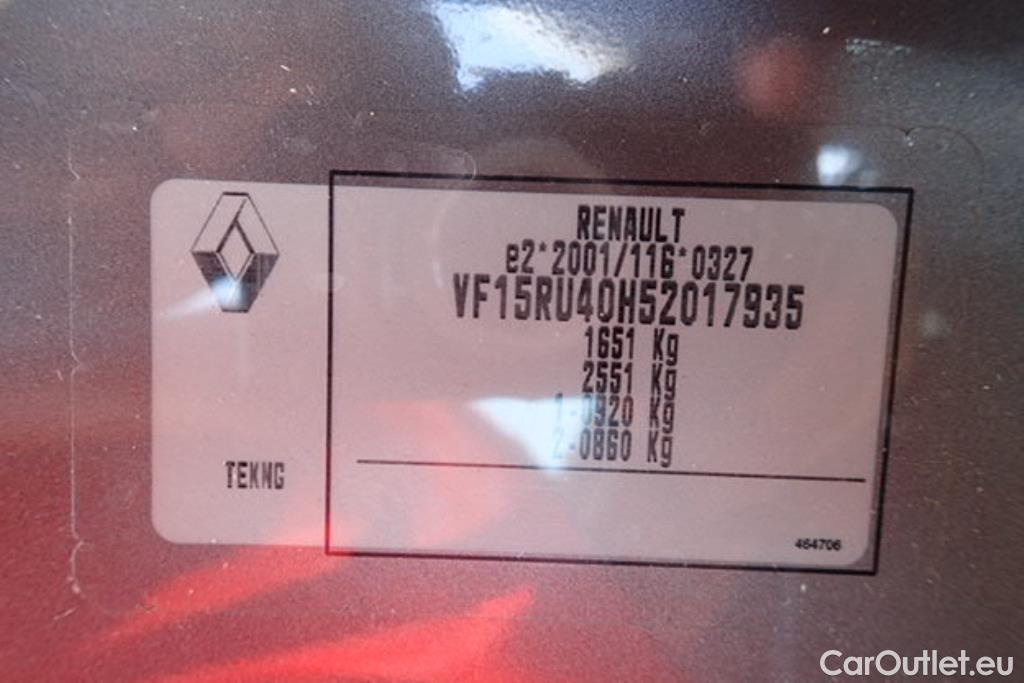 RENAULT
e2*2001/116*0327
VF15RU40H52017935
1651 Kg
2551 Kg
1-0920 Kg
2-0860 Kg
TEKNG
464706
CarOutlet.eu